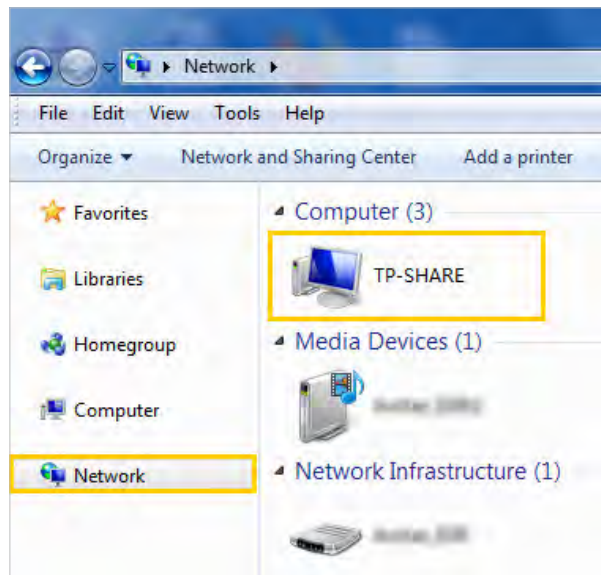 Network
File Edit View Tools Help
Organize Network and Sharing Center Add a printer
Favorites
Computer (3)
Libraries
TP-SHARE
Homegroup
Media Devices (1)
Computer
Network
Network Infrastructure (1)